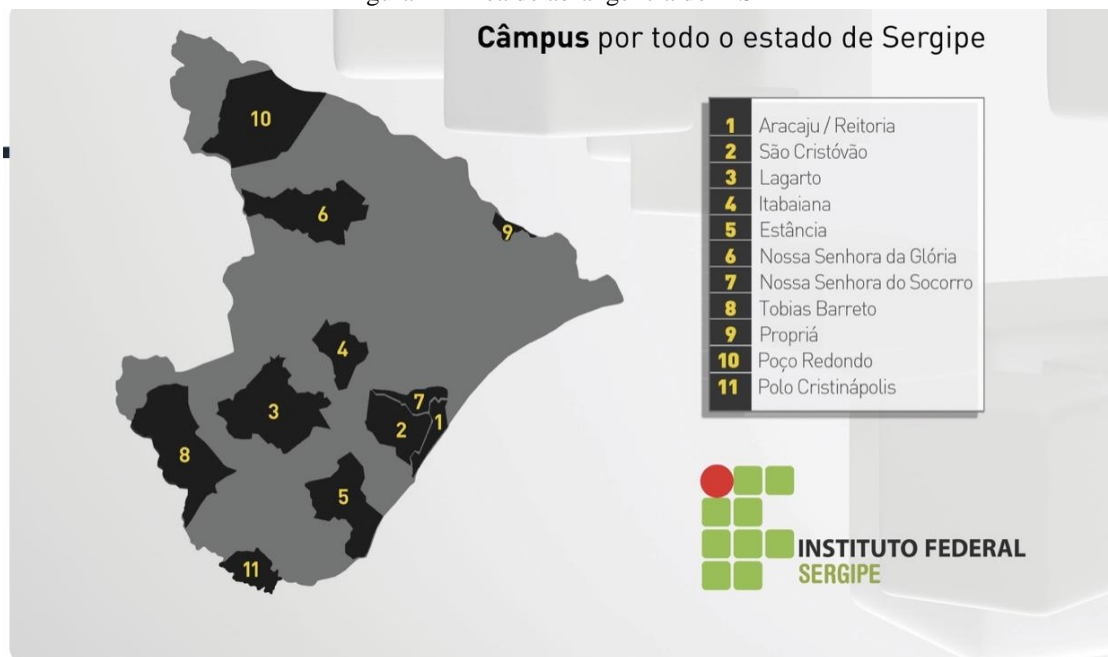 Câmpus por todo o estado de Sergipe
1 Aracaju / Reitoria
2 São Cristóvão
3 Lagarto
4 Itabaiana
5 Estância
6 Nossa Senhora da Glória
7 Nossa Senhora do Socorro
8 Tobias Barreto
9 Propriá
10 Poço Redondo
11 Polo Cristinápolis
10
6
9
4
7
3
2
1
8
5
11
INSTITUTO FEDERAL
SERGIPE